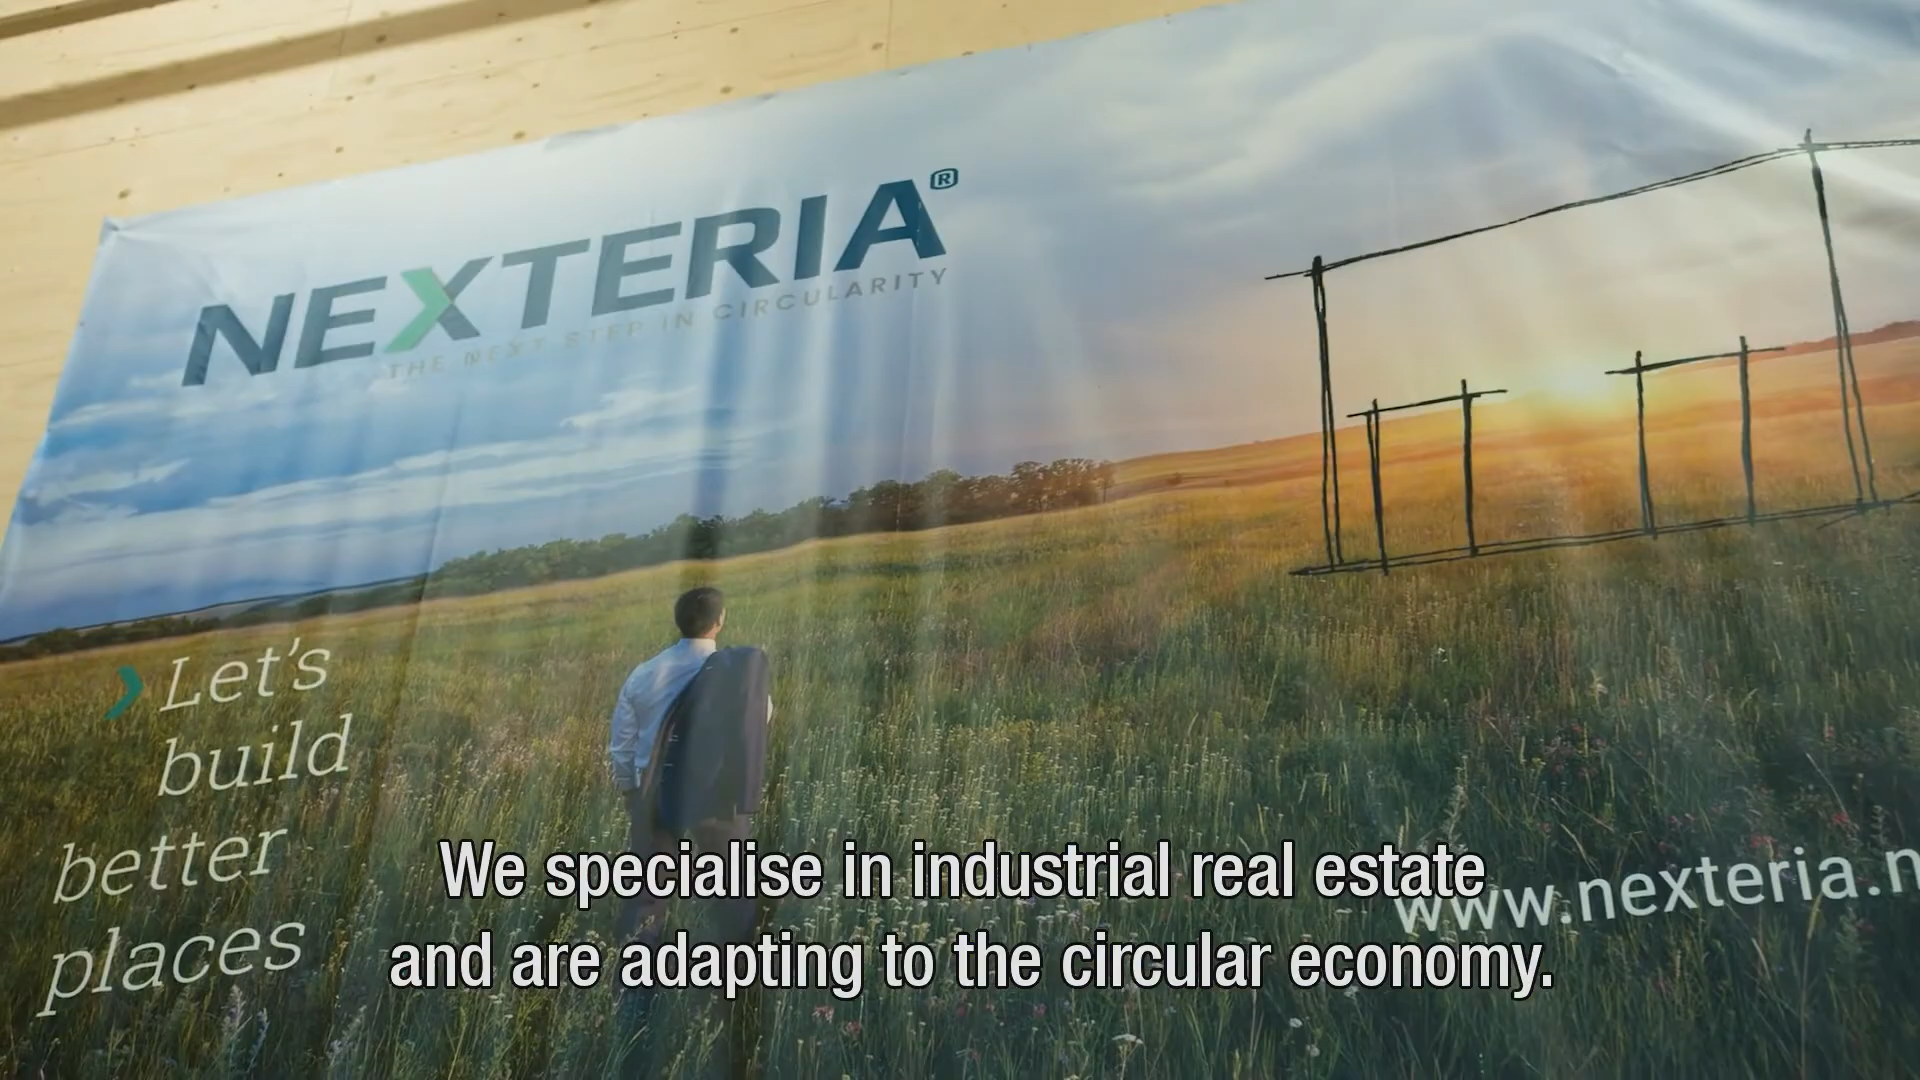 NEXTERIA®
THE NEXT STEP IN CIRCULARITY
Let's
build
better
places
www.nexteria.n
We specialise in industrial real estate
and are adapting to the circular economy.